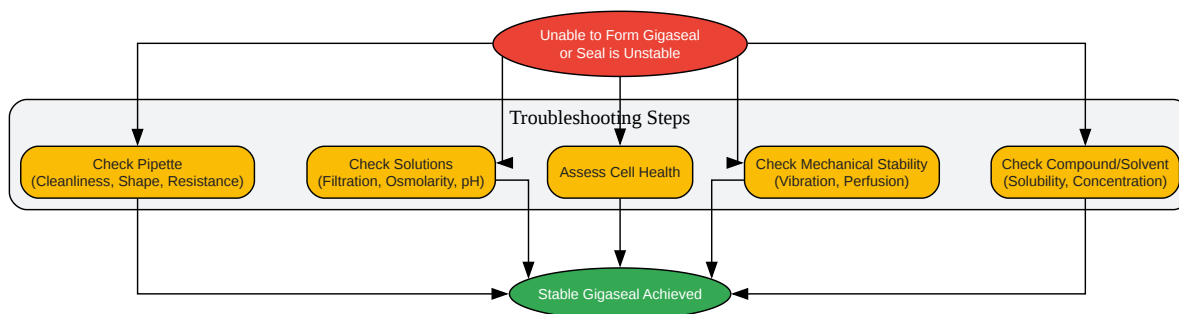 Unable to Form Gigaseal
or Seal is Unstable
Troubleshooting Steps
Check Pipette
(Cleanliness, Shape, Resistance)
Check Solutions
(Filtration, Osmolarity, pH)
Assess Cell Health
Check Mechanical Stability
(Vibration, Perfusion)
Check Compound/Solvent
(Solubility, Concentration)
Stable Gigaseal Achieved